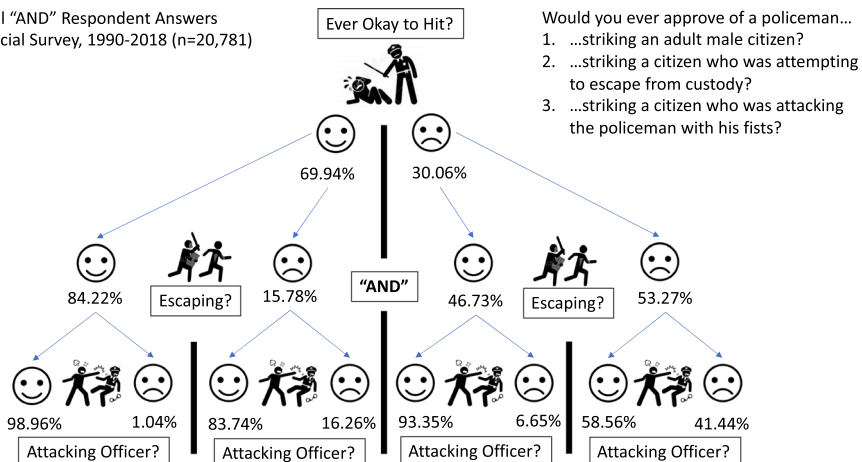 l “AND” Respondent Answers
cial Survey, 1990-2018 (n=20,781)
Ever Okay to Hit?
Would you ever approve of a policeman…
1. …striking an adult male citizen?
2. …striking a citizen who was attempting
to escape from custody?
3. …striking a citizen who was attacking
the policeman with his fists?
69.94% 30.06%
84.22% Escaping? 15.78% “AND” 46.73% Escaping? 53.27%
98.96% 1.04% 83.74% 16.26% 93.35% 6.65% 58.56% 41.44%
Attacking Officer? Attacking Officer? Attacking Officer? Attacking Officer?